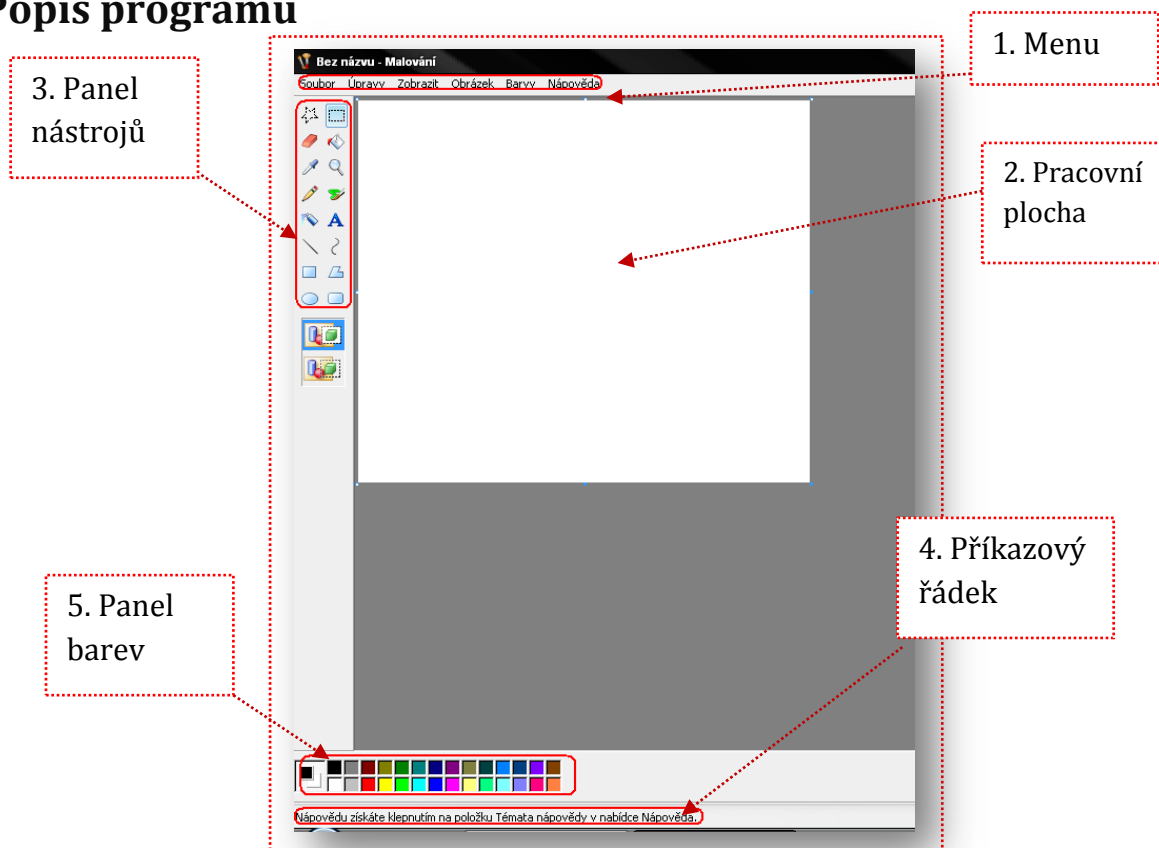 Popis programu
1. Menu
Bez názvu - Malování
Soubor Úpravy Zobrazit Obrázek Barvy Nápověda
3. Panel
nástrojů
A
2. Pracovní
plocha
4. Příkazový
řádek
5. Panel
barev
Nápovědu získáte klepnutím na položku Témata nápovědy v nabídce Nápověda.